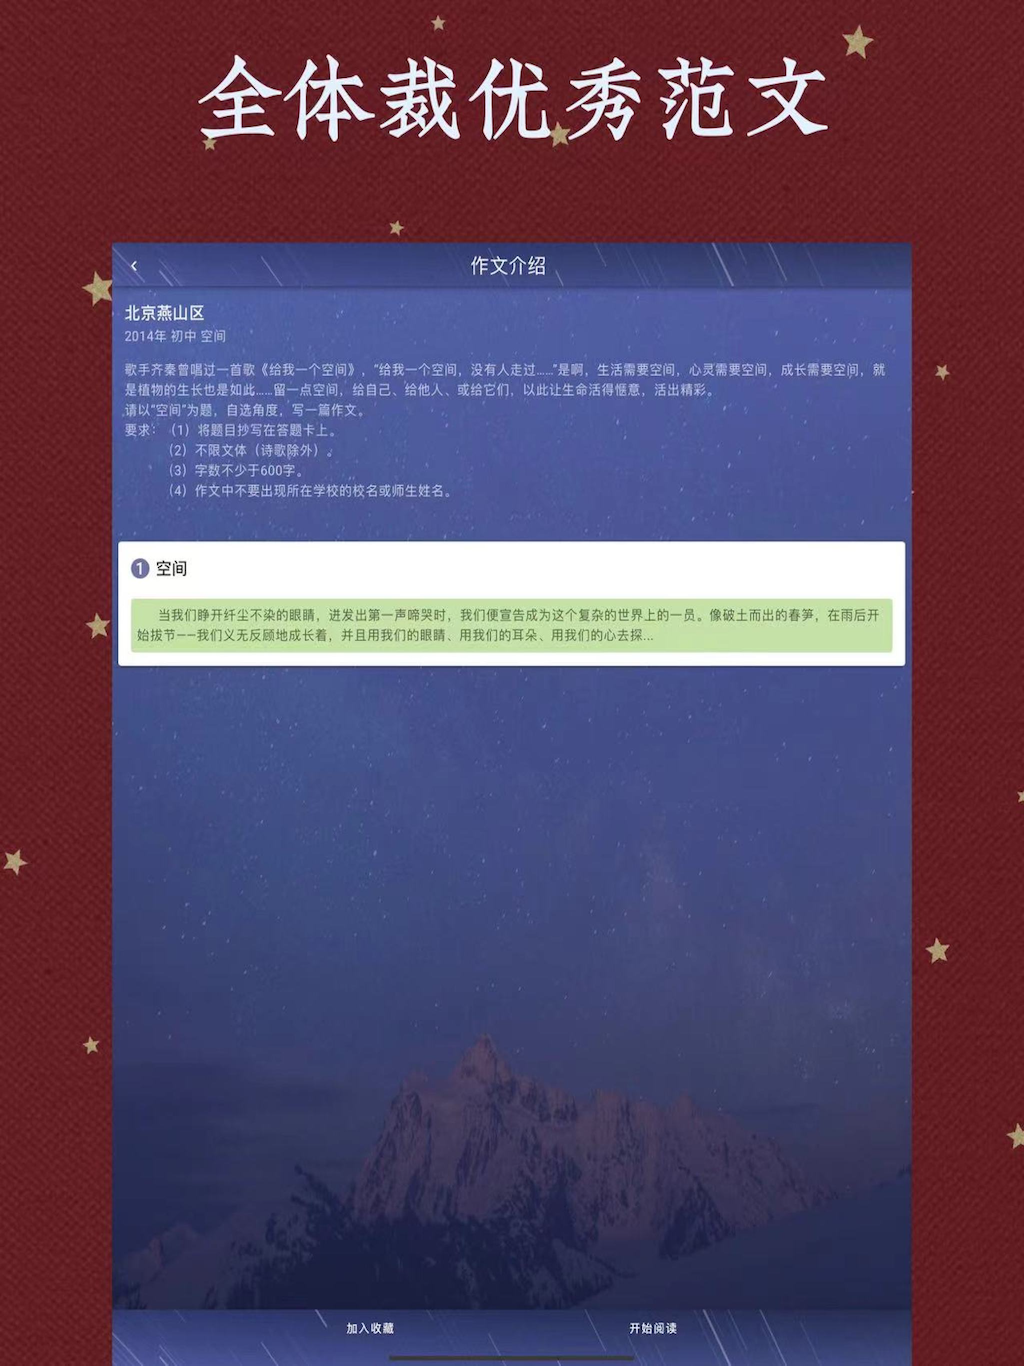 全体裁优秀范文
作文介绍
北京燕山区
2014年 初中 空间
歌手齐秦曾唱过一首歌《给我一个空间》，“给我一个空间，没有人走过……”是啊，生活需要空间，心灵需要空间，成长需要空间，就
是植物的生长也是如此……留一点空间，给自己、给他人、或给它们，以此让生命活得惬意，活出精彩。
请以“空间”为题，自选角度，写一篇作文。
要求：（1）将题目抄写在答题卡上。
（2）不限文体（诗歌除外）。
（3）字数不少于600字。
（4）作文中不要出现所在学校的校名或师生姓名。
1 空间
当我们睁开纤尘不染的眼睛，迸发出第一声啼哭时，我们便宣告成为这个复杂的世界上的一员。像破土而出的春笋，在雨后开
始拔节——我们义无反顾地成长着，并且用我们的眼睛、用我们的耳朵、用我们的心去探...
加入收藏
开始阅读